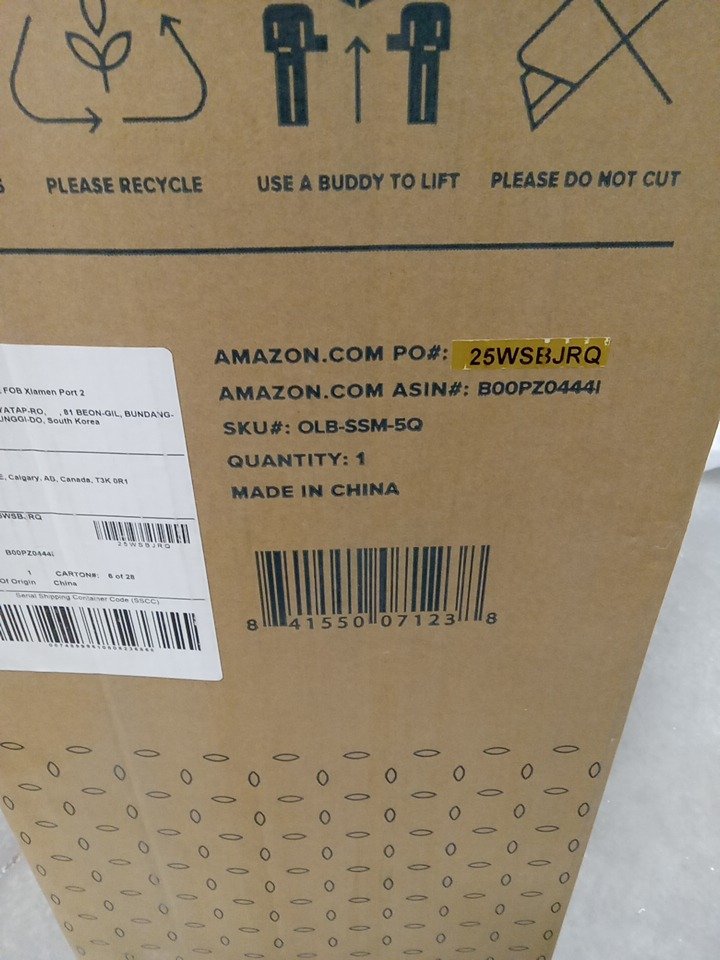 PLEASE RECYCLE
USE A BUDDY TO LIFT
PLEASE DO NOT CUT
AMAZON.COM PO#: 25WSBJRQ
AMAZON.COM ASIN#: B00PZ0444I
SKU#: OLB-SSM-5Q
QUANTITY: 1
MADE IN CHINA
8 41550 07123 8
FOB Xiamen Port 2
81 BEON-GIL, BUNDANG-
South Korea
Calgary, AB, Canada, T3K 0R1
25WSBJRQ
B00PZ0444I
1 CARTON#: 6 of 28
Of Origin China
Serial Shipping Container Code (SSCC)